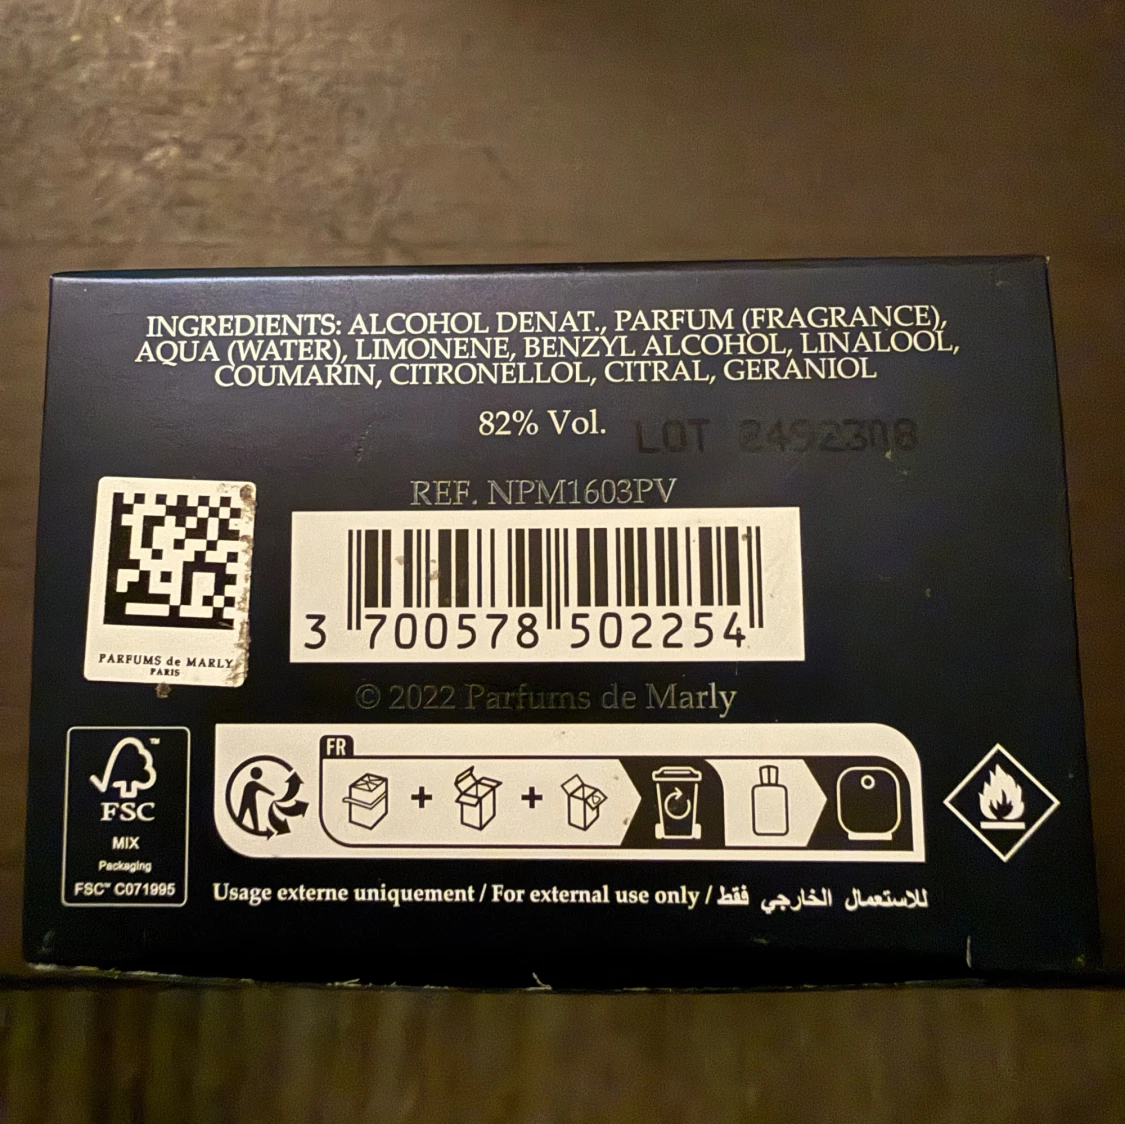 INGREDIENTS: ALCOHOL DENAT., PARFUM (FRAGRANCE),
AQUA (WATER), LIMONENE, BENZYL ALCOHOL, LINALOOL,
COUMARIN, CITRONELLOL, CITRAL, GERANIOL
82% Vol.
LOT
REF. NPM1603PV
3 700578 502254
PARFUMS de MARLY
PARIS
© 2022 Parfums de Marly
FR
FSC™
MIX
Packaging
FSC™ C071995
Usage externe uniquement / For external use only / للاستعمال الخارجي فقط